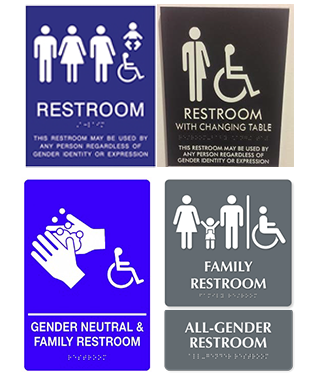 RESTROOM
THIS RESTROOM MAY BE USED BY
ANY PERSON REGARDLESS OF
GENDER IDENTITY OR EXPRESSION
RESTROOM
WITH CHANGING TABLE
THIS RESTROOM MAY BE USED BY
ANY PERSON REGARDLESS OF
GENDER IDENTITY OR EXPRESSION
GENDER NEUTRAL &
FAMILY RESTROOM
FAMILY
RESTROOM
ALL-GENDER
RESTROOM